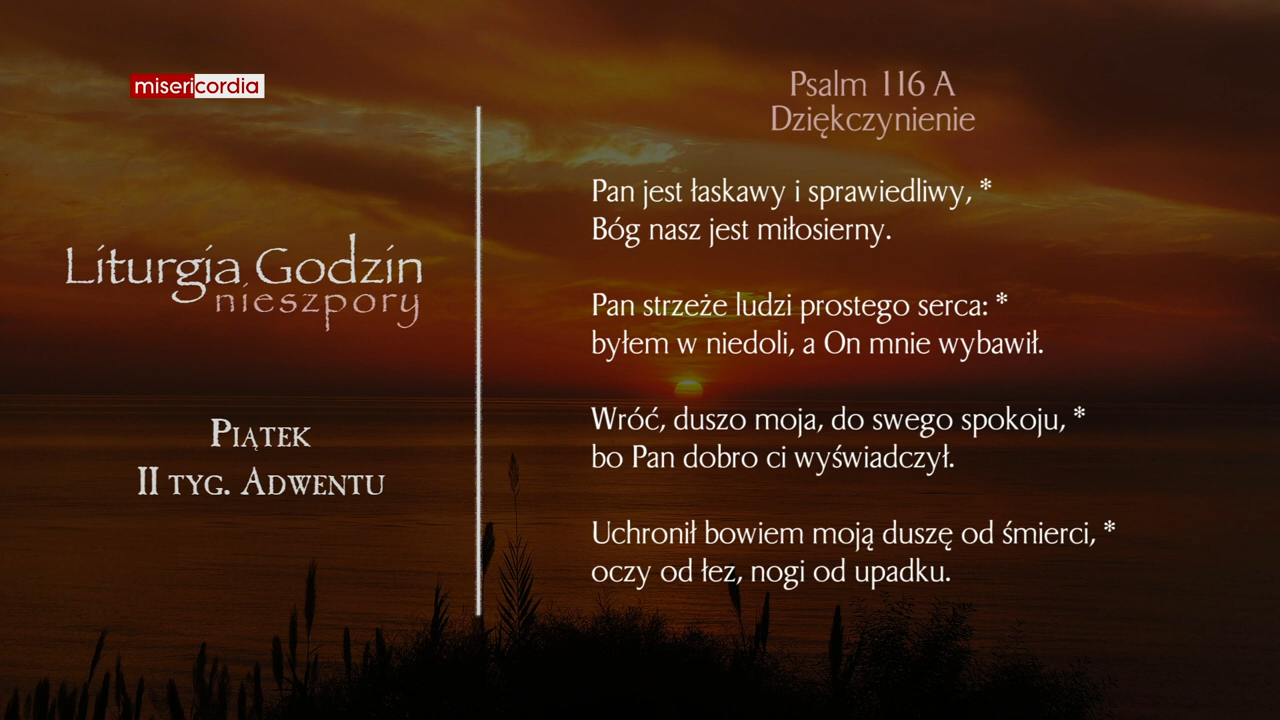 misericordia
Liturgia Godzin
nieszpory
Piątek
II tyg. Adwentu
Psalm 116 A
Dziękczynienie
Pan jest łaskawy i sprawiedliwy, *
Bóg nasz jest miłosierny.
Pan strzeże ludzi prostego serca: *
byłem w niedoli, a On mnie wybawił.
Wróć, duszo moja, do swego spokoju, *
bo Pan dobro ci wyświadczył.
Uchronił bowiem moją duszę od śmierci, *
oczy od łez, nogi od upadku.